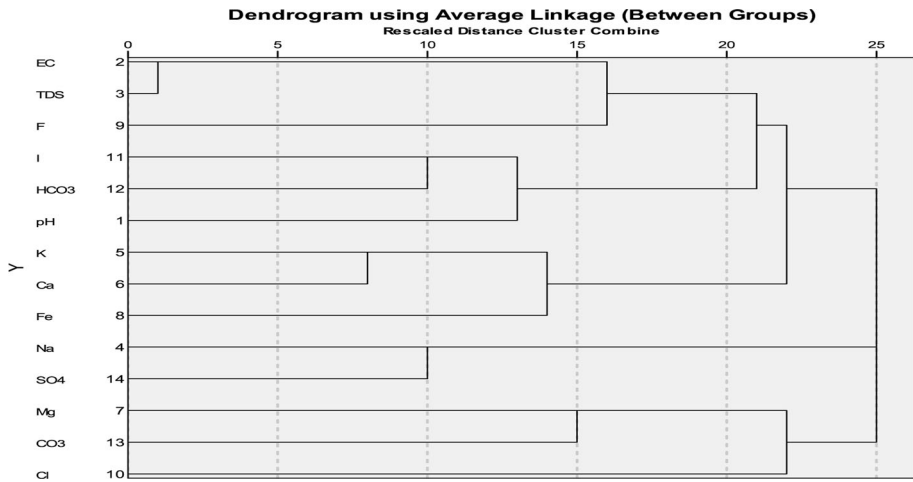 Dendrogram using Average Linkage (Between Groups)
Rescaled Distance Cluster Combine
0 5 10 15 20 25
EC 2
TDS 3
F 9
I 11
HCO3 12
pH 1
K 5
Ca 6
Fe 8
Na 4
SO4 14
Mg 7
CO3 13
Cl 10
Y